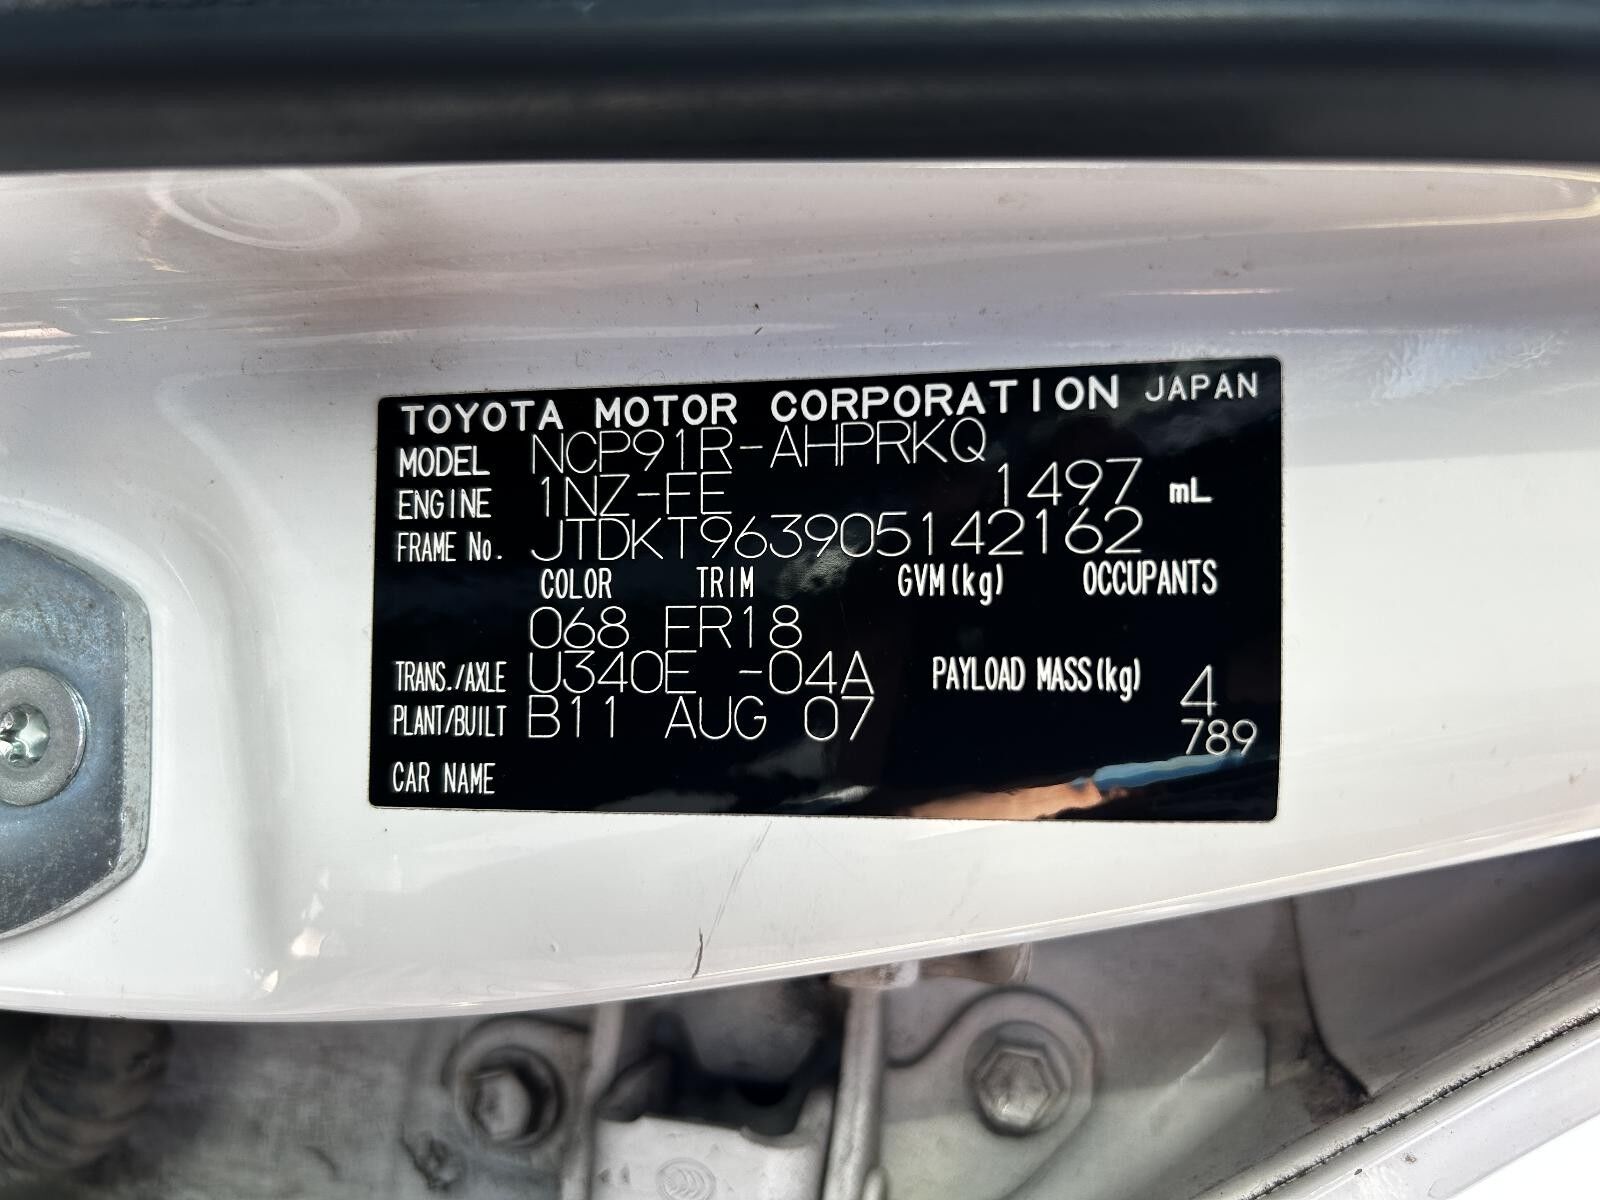 TOYOTA MOTOR CORPORATION JAPAN
MODEL NCP91R-AHPRKQ
ENGINE 1NZ-FE 1497 mL
FRAME No. JTDKT963905142162
COLOR TRIM GVM(kg) OCCUPANTS
068 FR18
TRANS./AXLE U340E -04A PAYLOAD MASS(kg) 4
PLANT/BUILT B11 AUG 07 789
CAR NAME